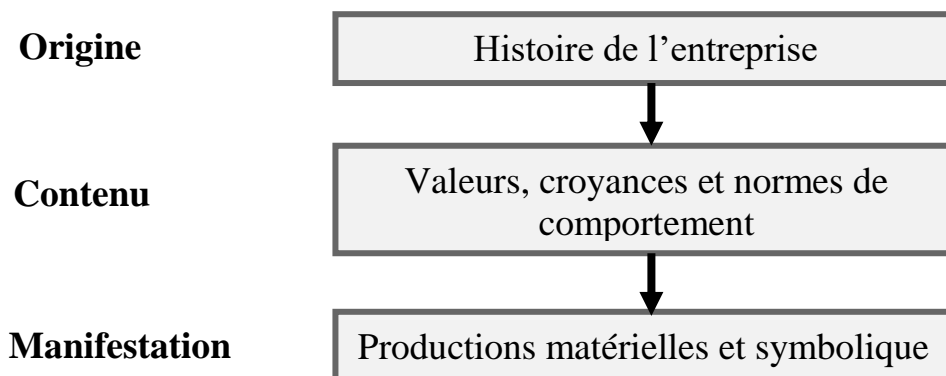 Origine
Histoire de l’entreprise
Contenu
Valeurs, croyances et normes de
comportement
Manifestation
Productions matérielles et symbolique